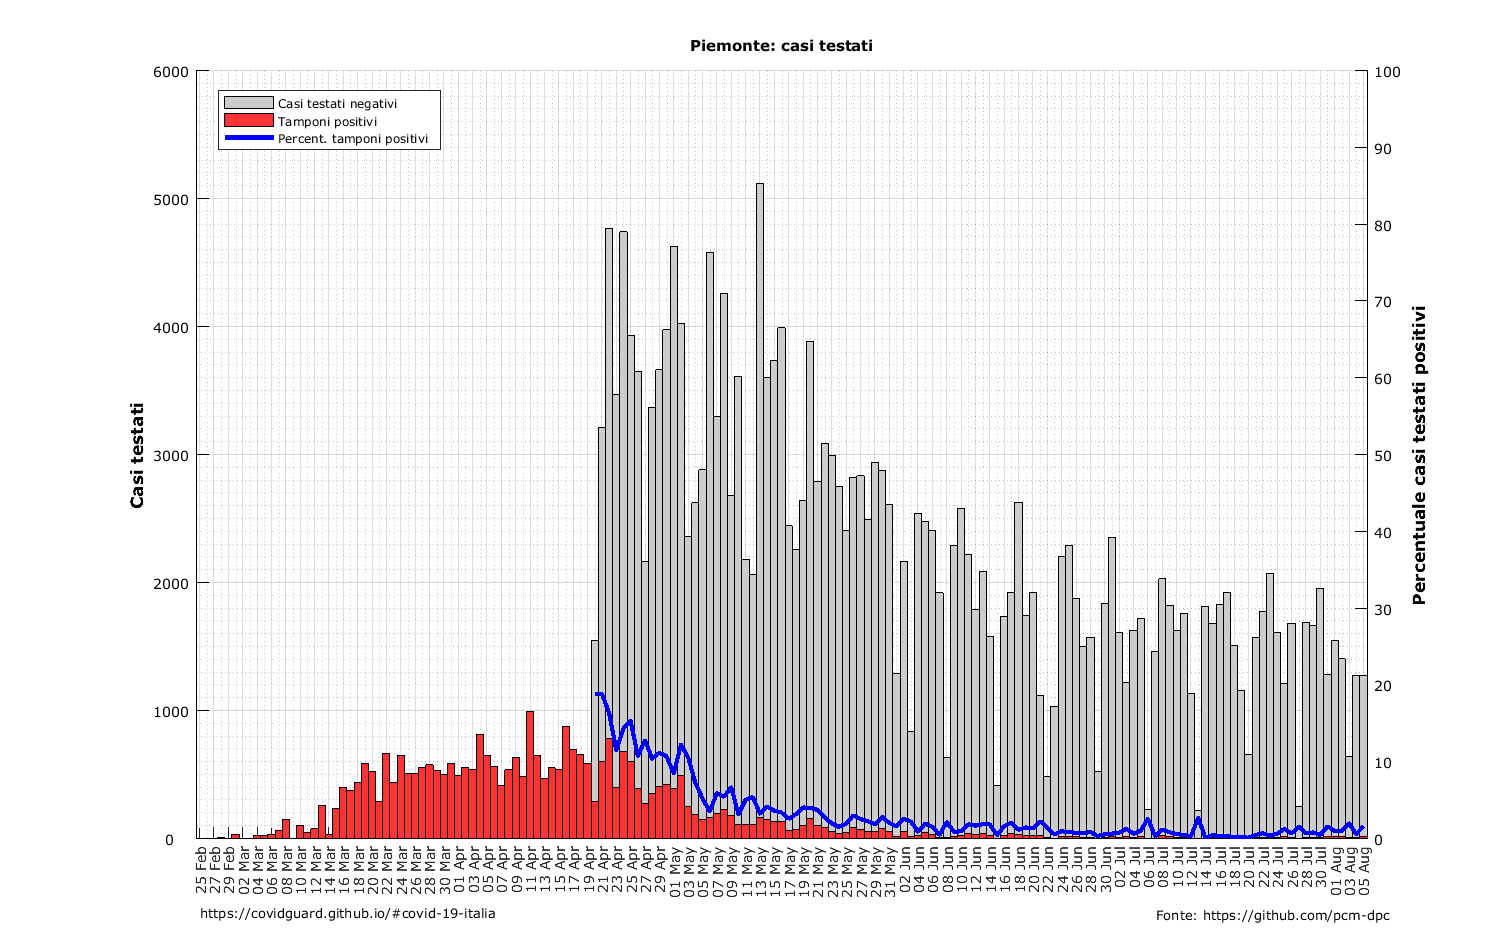 Piemonte: casi testati
6000
5000
4000
3000
2000
1000
0
Casi testati
100
90
80
70
60
50
40
30
20
10
0
Percentuale casi testati positivi
Casi testati negativi
Tamponi positivi
Percent. tamponi positivi
25 Feb
27 Feb
29 Feb
02 Mar
04 Mar
06 Mar
08 Mar
10 Mar
12 Mar
14 Mar
16 Mar
18 Mar
20 Mar
22 Mar
24 Mar
26 Mar
28 Mar
30 Mar
01 Apr
03 Apr
05 Apr
07 Apr
09 Apr
11 Apr
13 Apr
15 Apr
17 Apr
19 Apr
21 Apr
23 Apr
25 Apr
27 Apr
29 Apr
01 May
03 May
05 May
07 May
09 May
11 May
13 May
15 May
17 May
19 May
21 May
23 May
25 May
27 May
29 May
31 May
02 Jun
04 Jun
06 Jun
08 Jun
10 Jun
12 Jun
14 Jun
16 Jun
18 Jun
20 Jun
22 Jun
24 Jun
26 Jun
28 Jun
30 Jun
02 Jul
04 Jul
06 Jul
08 Jul
10 Jul
12 Jul
14 Jul
16 Jul
18 Jul
20 Jul
22 Jul
24 Jul
26 Jul
28 Jul
30 Jul
01 Aug
03 Aug
05 Aug
https://covidguard.github.io/#covid-19-italia
Fonte: https://github.com/pcm-dpc